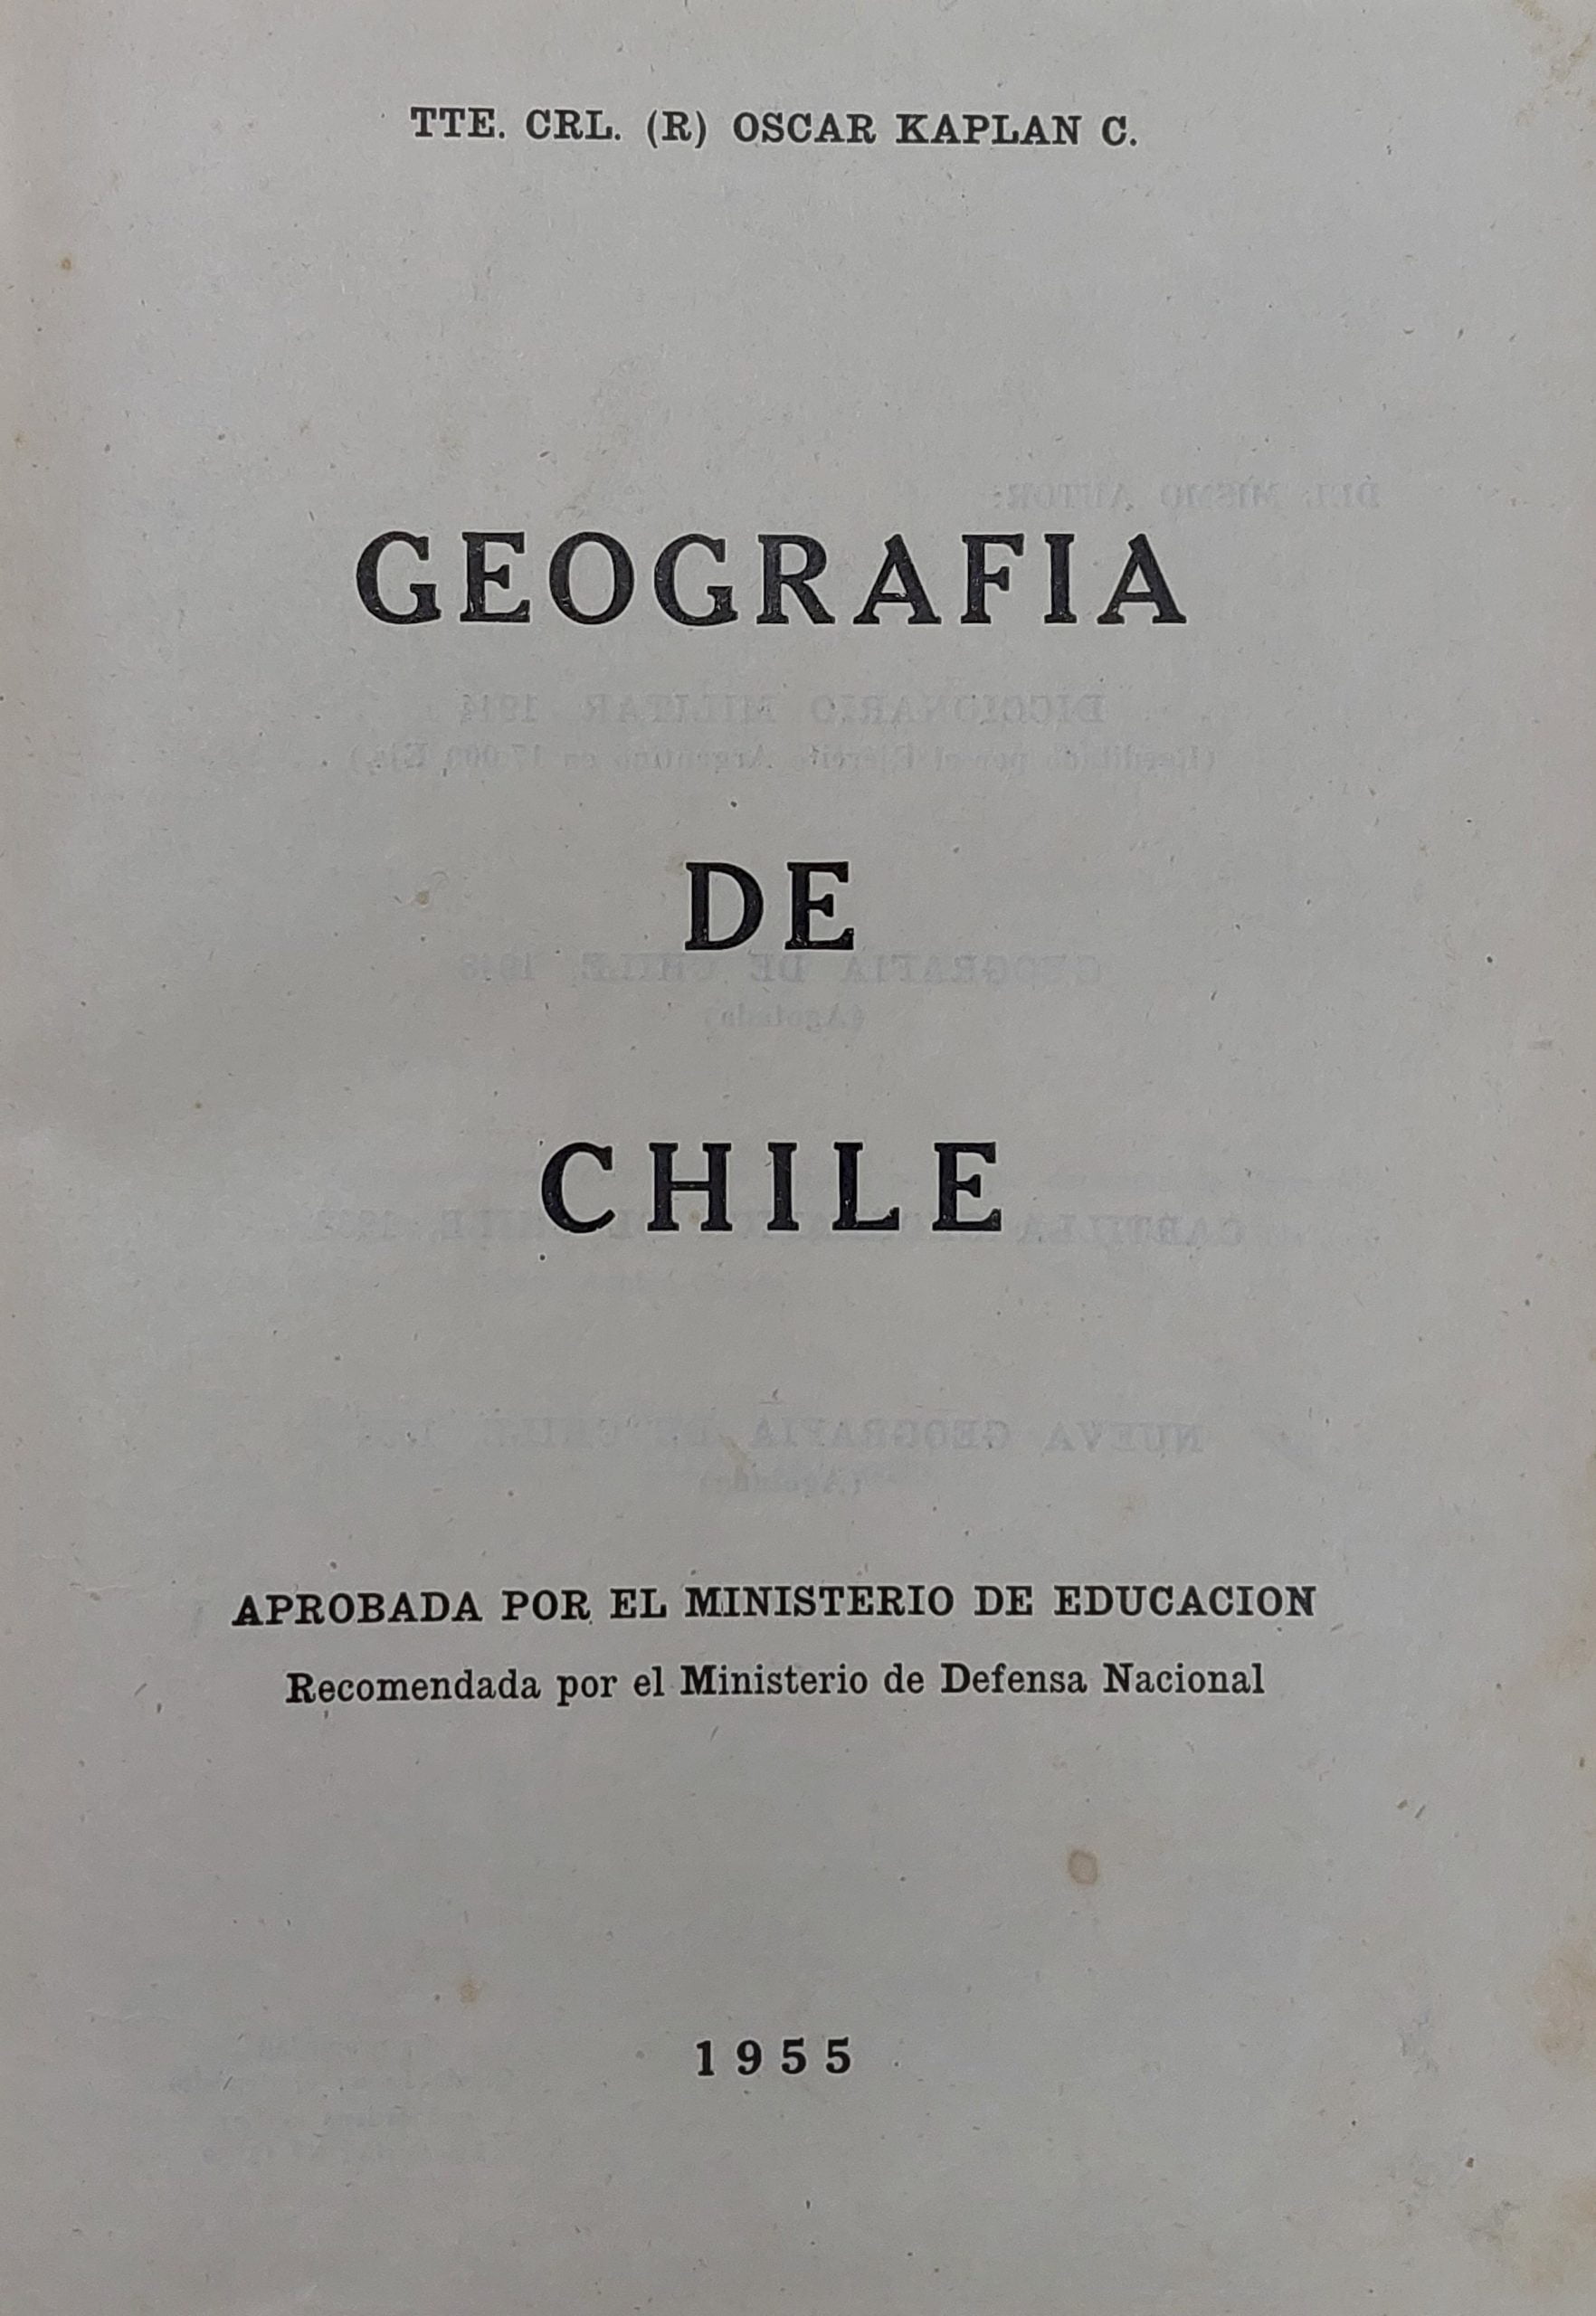 TTE. CRL. (R) OSCAR KAPLAN C.
GEOGRAFIA
DE
CHILE
APROBADA POR EL MINISTERIO DE EDUCACION
Recomendada por el Ministerio de Defensa Nacional
1955